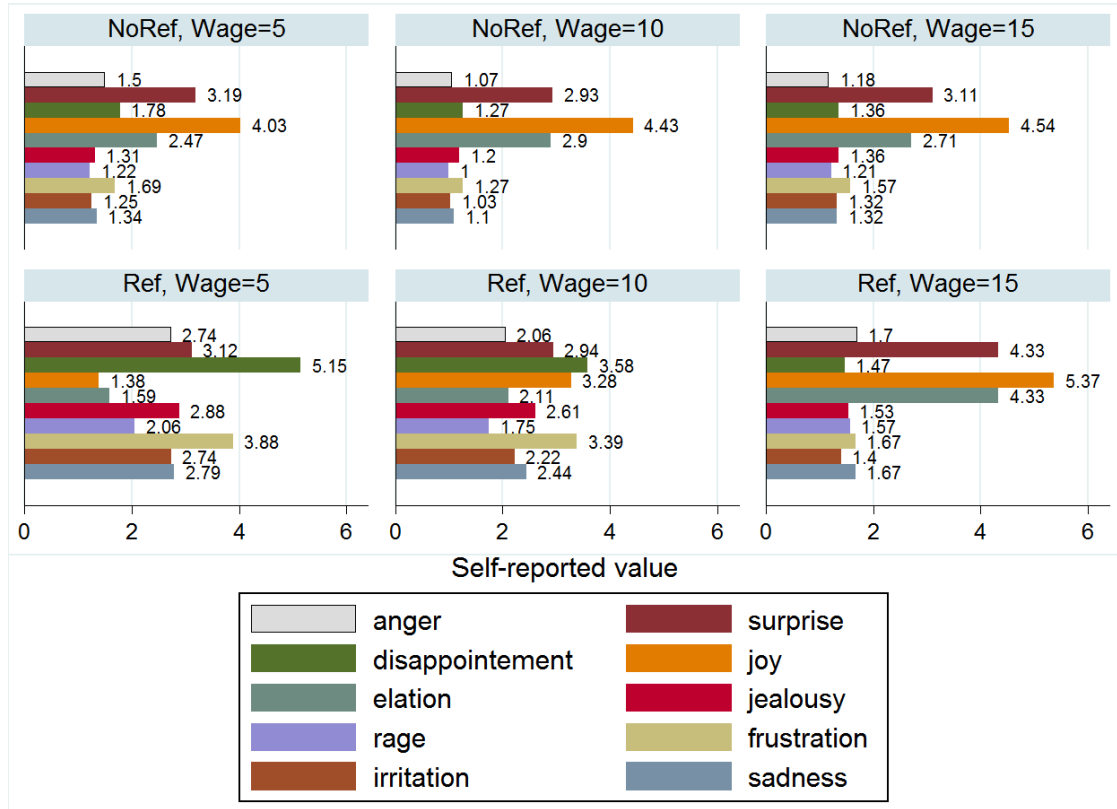 NoRef, Wage=5 NoRef, Wage=10 NoRef, Wage=15
1.5 1.07 1.18
3.19 2.93 3.11
1.78 1.27 1.36
4.03 4.43 4.54
2.47 2.9 2.71
1.31 1.2 1.36
1.22 1 1.21
1.69 1.27 1.57
1.25 1.03 1.32
1.34 1.1 1.32
Ref, Wage=5 Ref, Wage=10 Ref, Wage=15
2.74 2.06 1.7
3.12 2.94 4.33
5.15 3.58 1.47
1.38 3.28 5.37
1.59 2.11 4.33
2.88 2.61 1.53
2.06 1.75 1.57
3.88 3.39 1.67
2.74 2.22 1.4
2.79 2.44 1.67
0 2 4 6 0 2 4 6 0 2 4 6
Self-reported value
anger surprise
disappointement joy
elation jealousy
rage frustration
irritation sadness